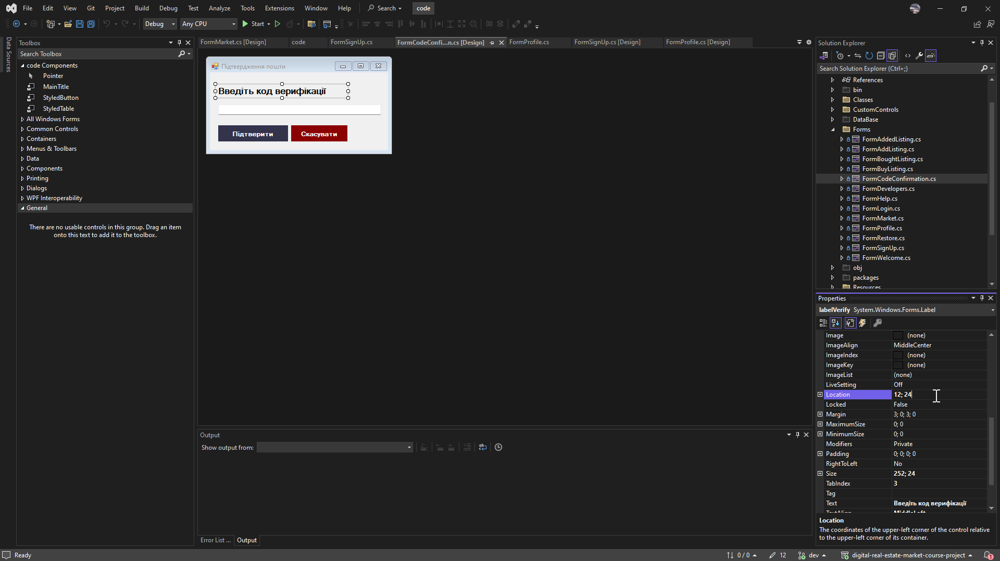 File Edit View Git Project Build Debug Test Analyze Tools Extensions Window Help Search code
Debug Any CPU Start
Data Sources
Toolbox
Search Toolbox
code Components
Pointer
MainTitle
StyledButton
StyledTable
All Windows Forms
Common Controls
Containers
Menus & Toolbars
Data
Components
Printing
Dialogs
WPF Interoperability
General
There are no usable controls in this group. Drag an item
onto this text to add it to the toolbox.
FormMarket.cs [Design] code FormSignUp.cs FormCodeConfi...n.cs [Design] FormProfile.cs FormSignUp.cs [Design] FormProfile.cs [Design]
Підтвердження пошти
Введіть код верифікації
Підтверити Скасувати
Output
Show output from:
Error List ... Output
Solution Explorer
Search Solution Explorer (Ctrl+;)
References
bin
Classes
CustomControls
DataBase
Forms
FormAddedListing.cs
FormAddListing.cs
FormBoughtListing.cs
FormBuyListing.cs
FormCodeConfirmation.cs
FormDevelopers.cs
FormHelp.cs
FormLogin.cs
FormMarket.cs
FormProfile.cs
FormRestore.cs
FormSignUp.cs
FormWelcome.cs
obj
packages
Resources
Properties
labelVerify System.Windows.Forms.Label
Image (none)
ImageAlign MiddleCenter
ImageIndex (none)
ImageKey (none)
ImageList (none)
LiveSetting Off
Location 12; 24
Locked False
Margin 3; 0; 3; 0
MaximumSize 0; 0
MinimumSize 0; 0
Modifiers Private
Padding 0; 0; 0; 0
RightToLeft No
Size 252; 24
TabIndex 3
Tag
Text Введіть код верифікації
TextAlign MiddleLeft
Location
The coordinates of the upper-left corner of the control relative
to the upper-left corner of its container.
Ready 0 / 0 12 dev digital-real-estate-market-course-project 1